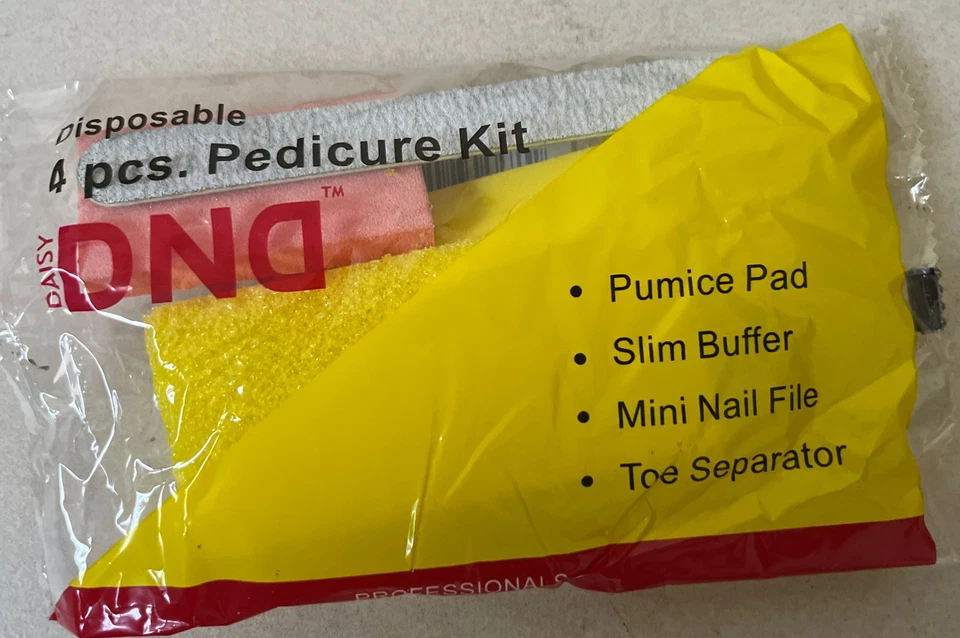 Disposable
4 pcs. Pedicure Kit
DAISY
DND™
• Pumice Pad
• Slim Buffer
• Mini Nail File
• Toe Separator
PROFESSIONALS